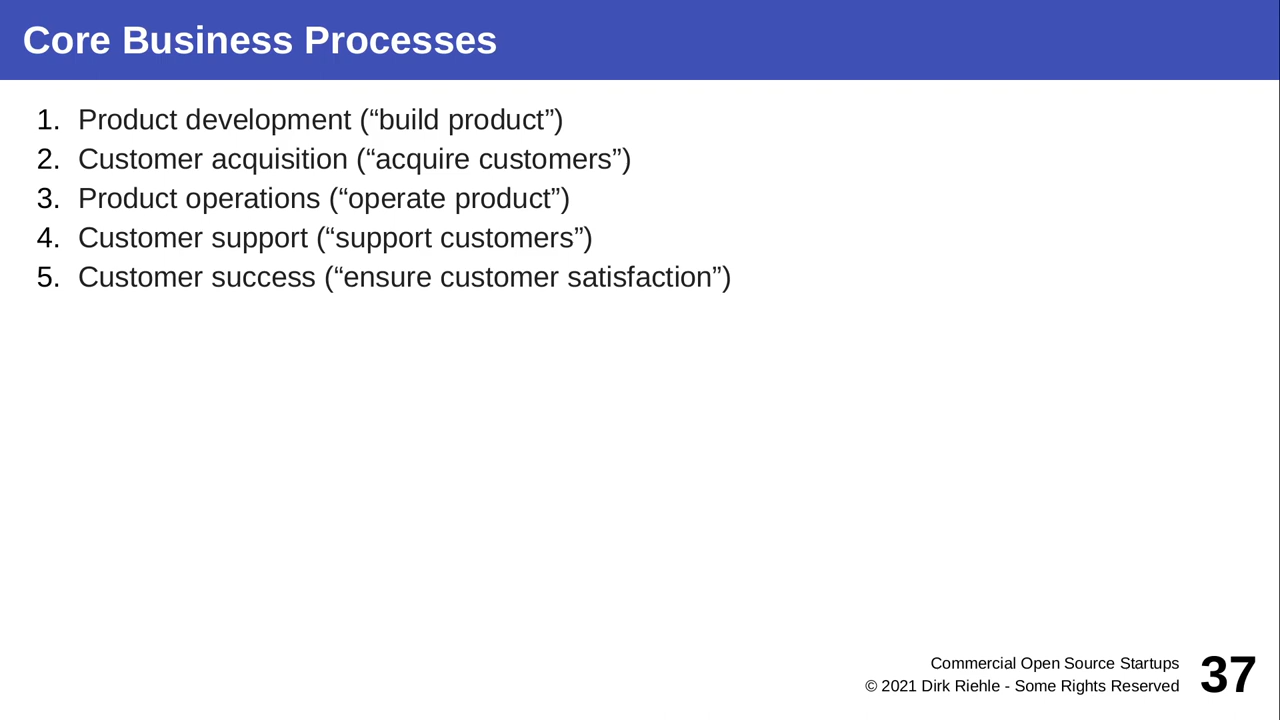 Core Business Processes
1. Product development (“build product”)
2. Customer acquisition (“acquire customers”)
3. Product operations (“operate product”)
4. Customer support (“support customers”)
5. Customer success (“ensure customer satisfaction”)
Commercial Open Source Startups
© 2021 Dirk Riehle - Some Rights Reserved
37